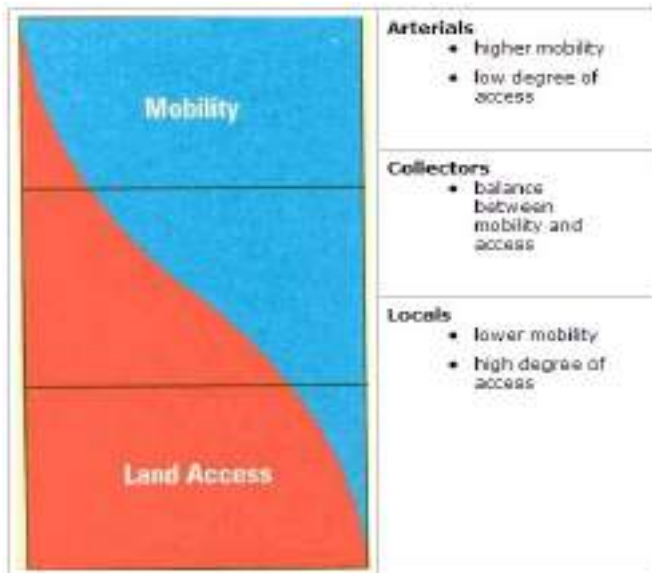 Mobility
Land Access
Arterials
• higher mobility
• low degree of
access
Collectors
• balance
between
mobility and
access
Locals
• lower mobility
• high degree of
access